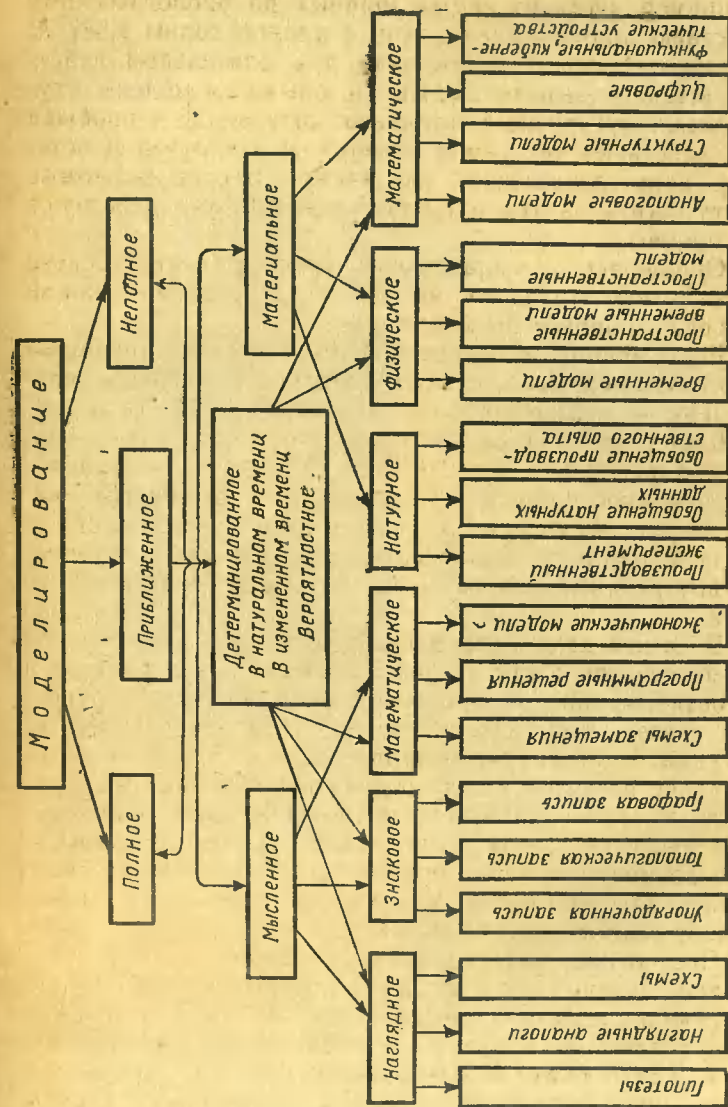 Моделирование
Полное
Приближенное
Неполное
Мысленное
Детерминированное
В натуральном времени
В измененном времени
Вероятностное
Материальное
Наглядное
Знаковое
Математическое
Натурное
Физическое
Математическое
Гипотезы
Наглядные аналоги
Схемы
Упорядоченная запись
Топологическая запись
Графовая запись
Схемы замещения
Программные решения
Экономические модели
Производственный
эксперимент
Обобщение натурных
данных
Обобщение производ-
ственного опыта
Временные модели
Пространственные
временные модели
Пространственные
модели
Аналоговые модели
Структурные модели
Цифровые
Функциональные, киберне-
тические устройства